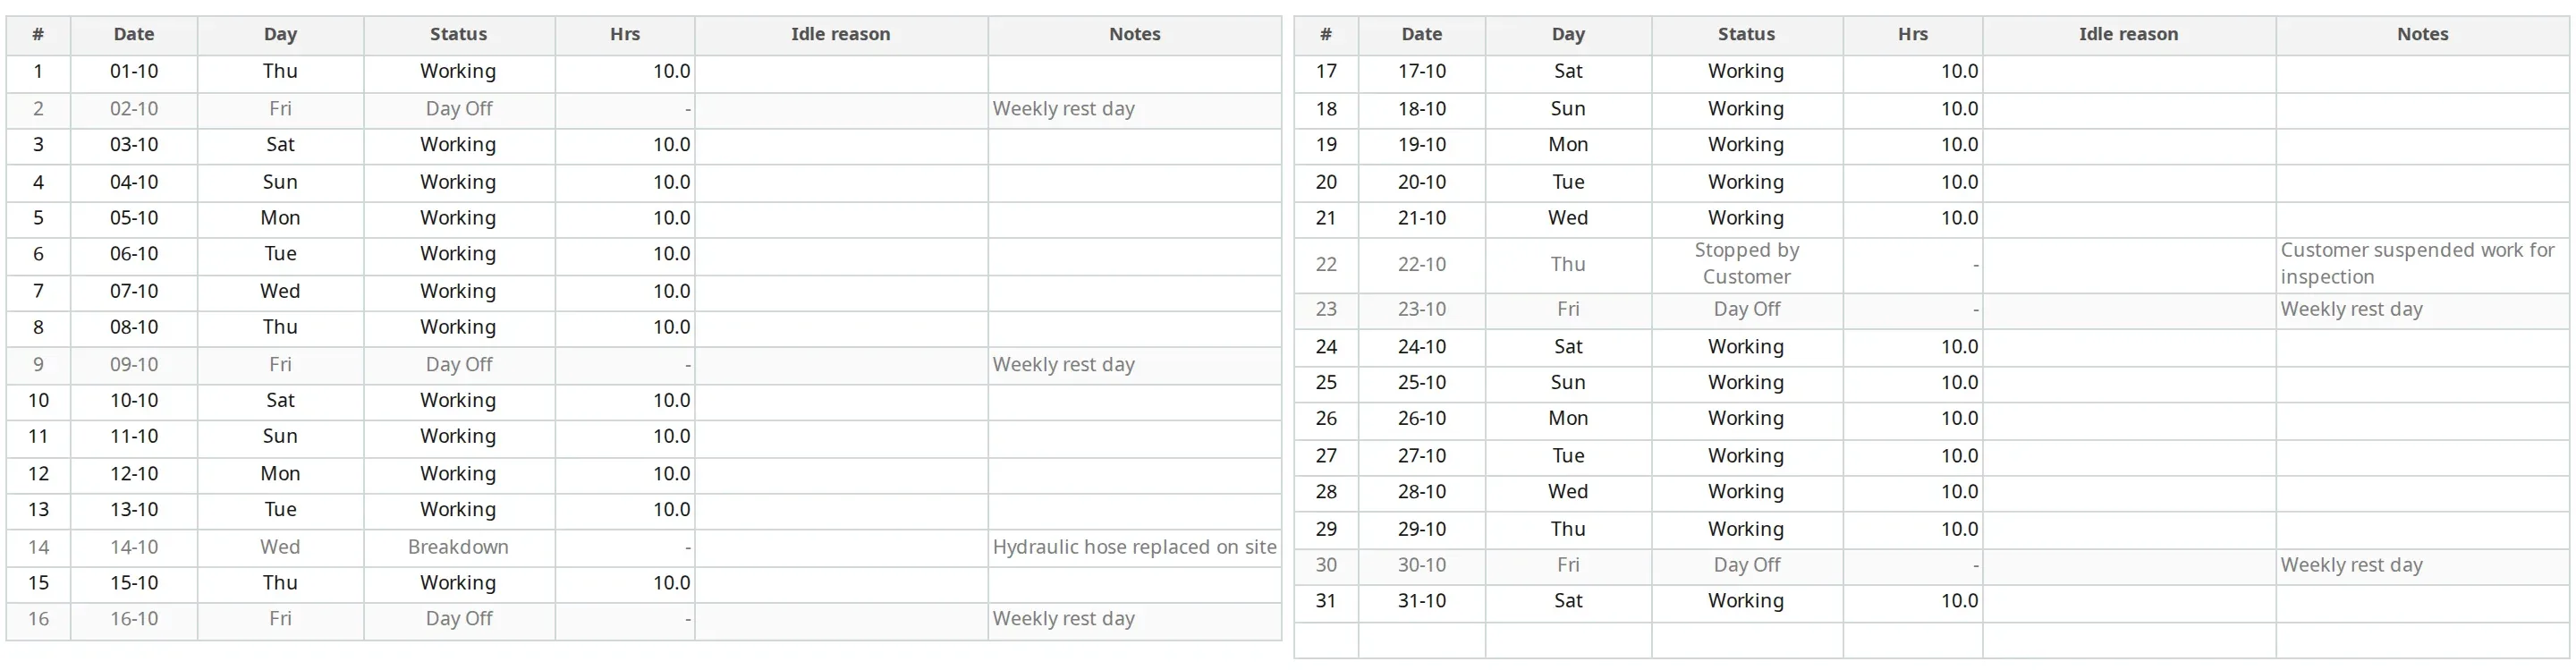 # Date Day Status Hrs Idle reason Notes
1 01-10 Thu Working 10.0
2 02-10 Fri Day Off - Weekly rest day
3 03-10 Sat Working 10.0
4 04-10 Sun Working 10.0
5 05-10 Mon Working 10.0
6 06-10 Tue Working 10.0
7 07-10 Wed Working 10.0
8 08-10 Thu Working 10.0
9 09-10 Fri Day Off - Weekly rest day
10 10-10 Sat Working 10.0
11 11-10 Sun Working 10.0
12 12-10 Mon Working 10.0
13 13-10 Tue Working 10.0
14 14-10 Wed Breakdown - Hydraulic hose replaced on site
15 15-10 Thu Working 10.0
16 16-10 Fri Day Off - Weekly rest day
# Date Day Status Hrs Idle reason Notes
17 17-10 Sat Working 10.0
18 18-10 Sun Working 10.0
19 19-10 Mon Working 10.0
20 20-10 Tue Working 10.0
21 21-10 Wed Working 10.0
22 22-10 Thu Stopped by Customer - Customer suspended work for inspection
23 23-10 Fri Day Off - Weekly rest day
24 24-10 Sat Working 10.0
25 25-10 Sun Working 10.0
26 26-10 Mon Working 10.0
27 27-10 Tue Working 10.0
28 28-10 Wed Working 10.0
29 29-10 Thu Working 10.0
30 30-10 Fri Day Off - Weekly rest day
31 31-10 Sat Working 10.0